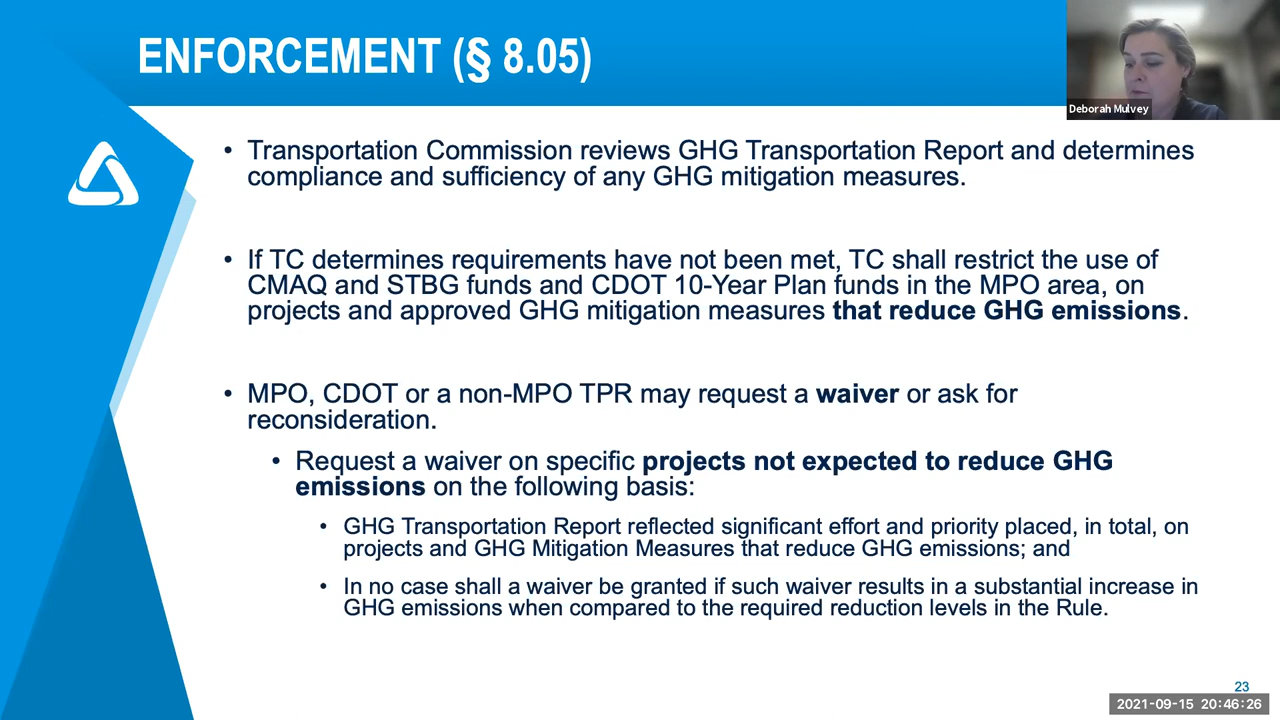 ENFORCEMENT (§ 8.05)
Deborah Mulvey
• Transportation Commission reviews GHG Transportation Report and determines
compliance and sufficiency of any GHG mitigation measures.
• If TC determines requirements have not been met, TC shall restrict the use of
CMAQ and STBG funds and CDOT 10-Year Plan funds in the MPO area, on
projects and approved GHG mitigation measures that reduce GHG emissions.
• MPO, CDOT or a non-MPO TPR may request a waiver or ask for
reconsideration.
• Request a waiver on specific projects not expected to reduce GHG
emissions on the following basis:
• GHG Transportation Report reflected significant effort and priority placed, in total, on
projects and GHG Mitigation Measures that reduce GHG emissions; and
• In no case shall a waiver be granted if such waiver results in a substantial increase in
GHG emissions when compared to the required reduction levels in the Rule.
23
2021-09-15 20:46:26